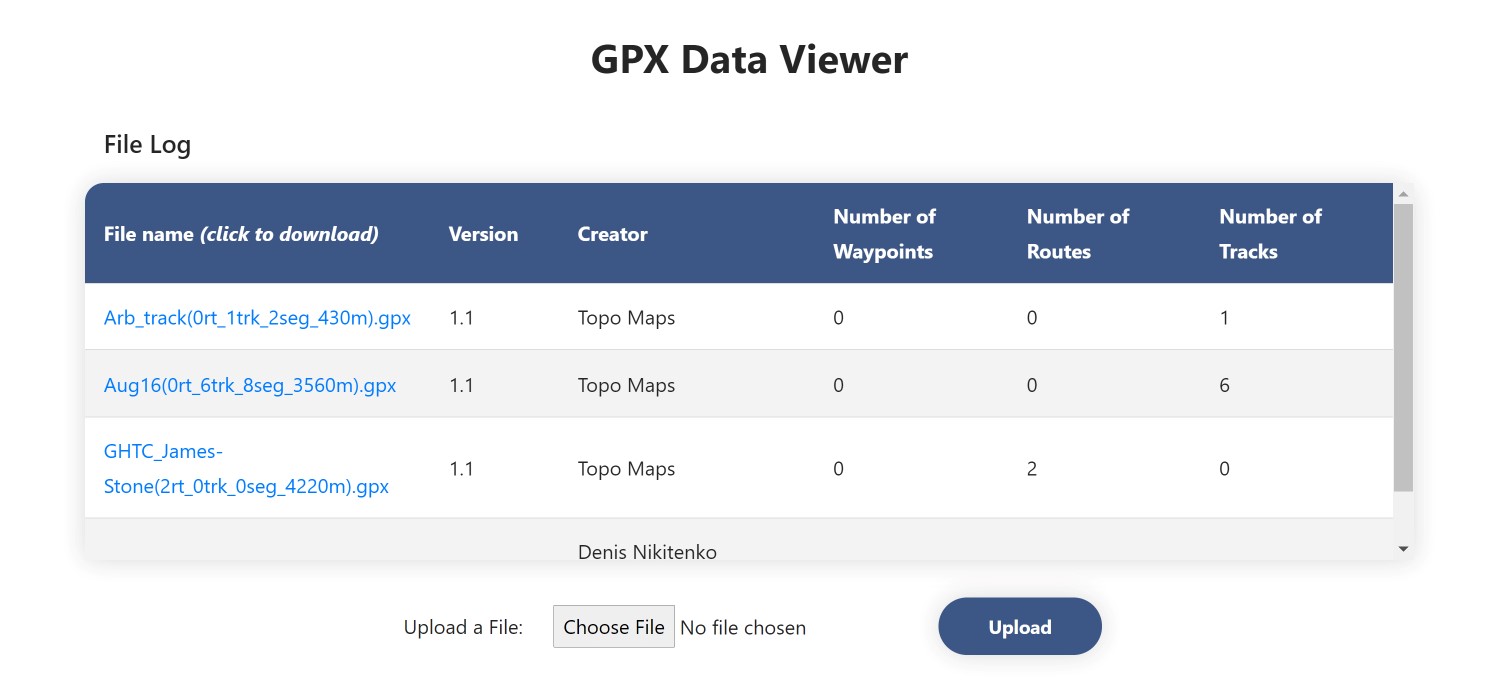 GPX Data Viewer
File Log
File name (click to download) Version Creator Number of Waypoints Number of Routes Number of Tracks
Arb_track(0rt_1trk_2seg_430m).gpx 1.1 Topo Maps 0 0 1
Aug16(0rt_6trk_8seg_3560m).gpx 1.1 Topo Maps 0 0 6
GHTC_James-
Stone(2rt_0trk_0seg_4220m).gpx 1.1 Topo Maps 0 2 0
Denis Nikitenko
Upload a File: Choose File No file chosen Upload